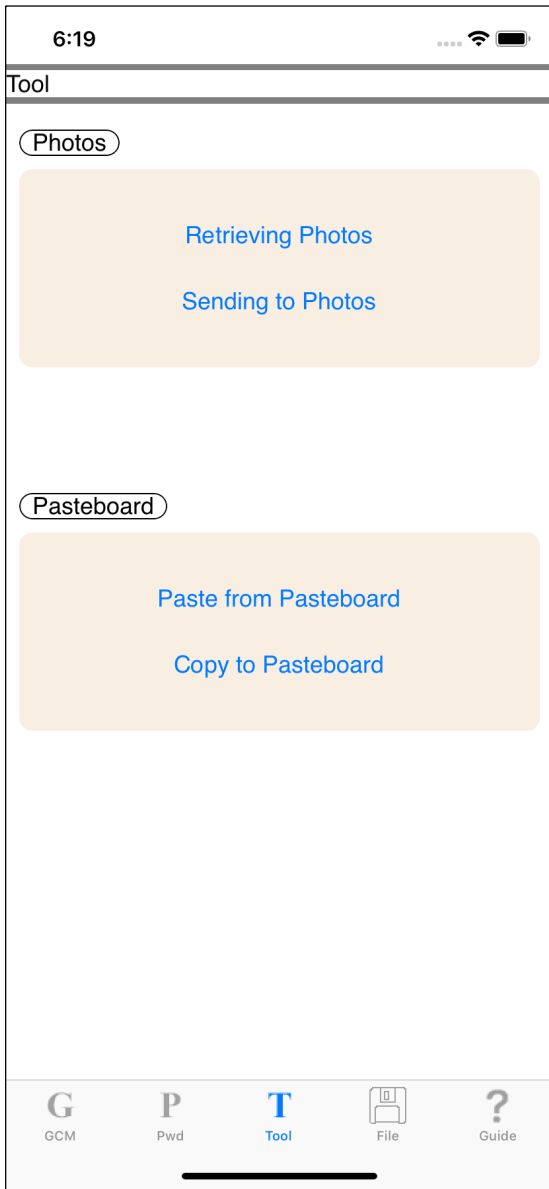 6:19
Tool
Photos
Retrieving Photos
Sending to Photos
Pasteboard
Paste from Pasteboard
Copy to Pasteboard
G P T ?
GCM Pwd Tool File Guide